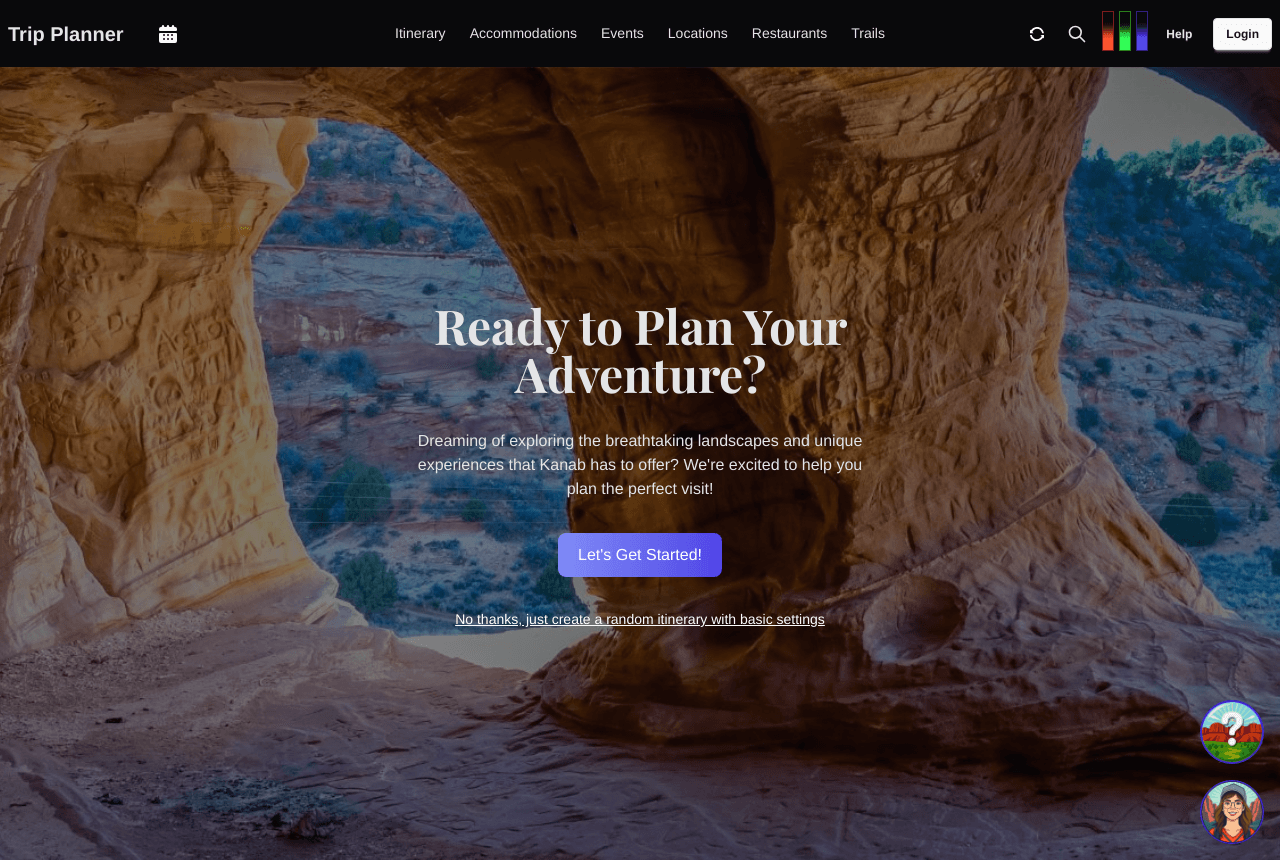 Trip Planner
Itinerary
Accommodations
Events
Locations
Restaurants
Trails
Help
Login
Ready to Plan Your
Adventure?
Dreaming of exploring the breathtaking landscapes and unique
experiences that Kanab has to offer? We're excited to help you
plan the perfect visit!
Let's Get Started!
No thanks, just create a random itinerary with basic settings
?